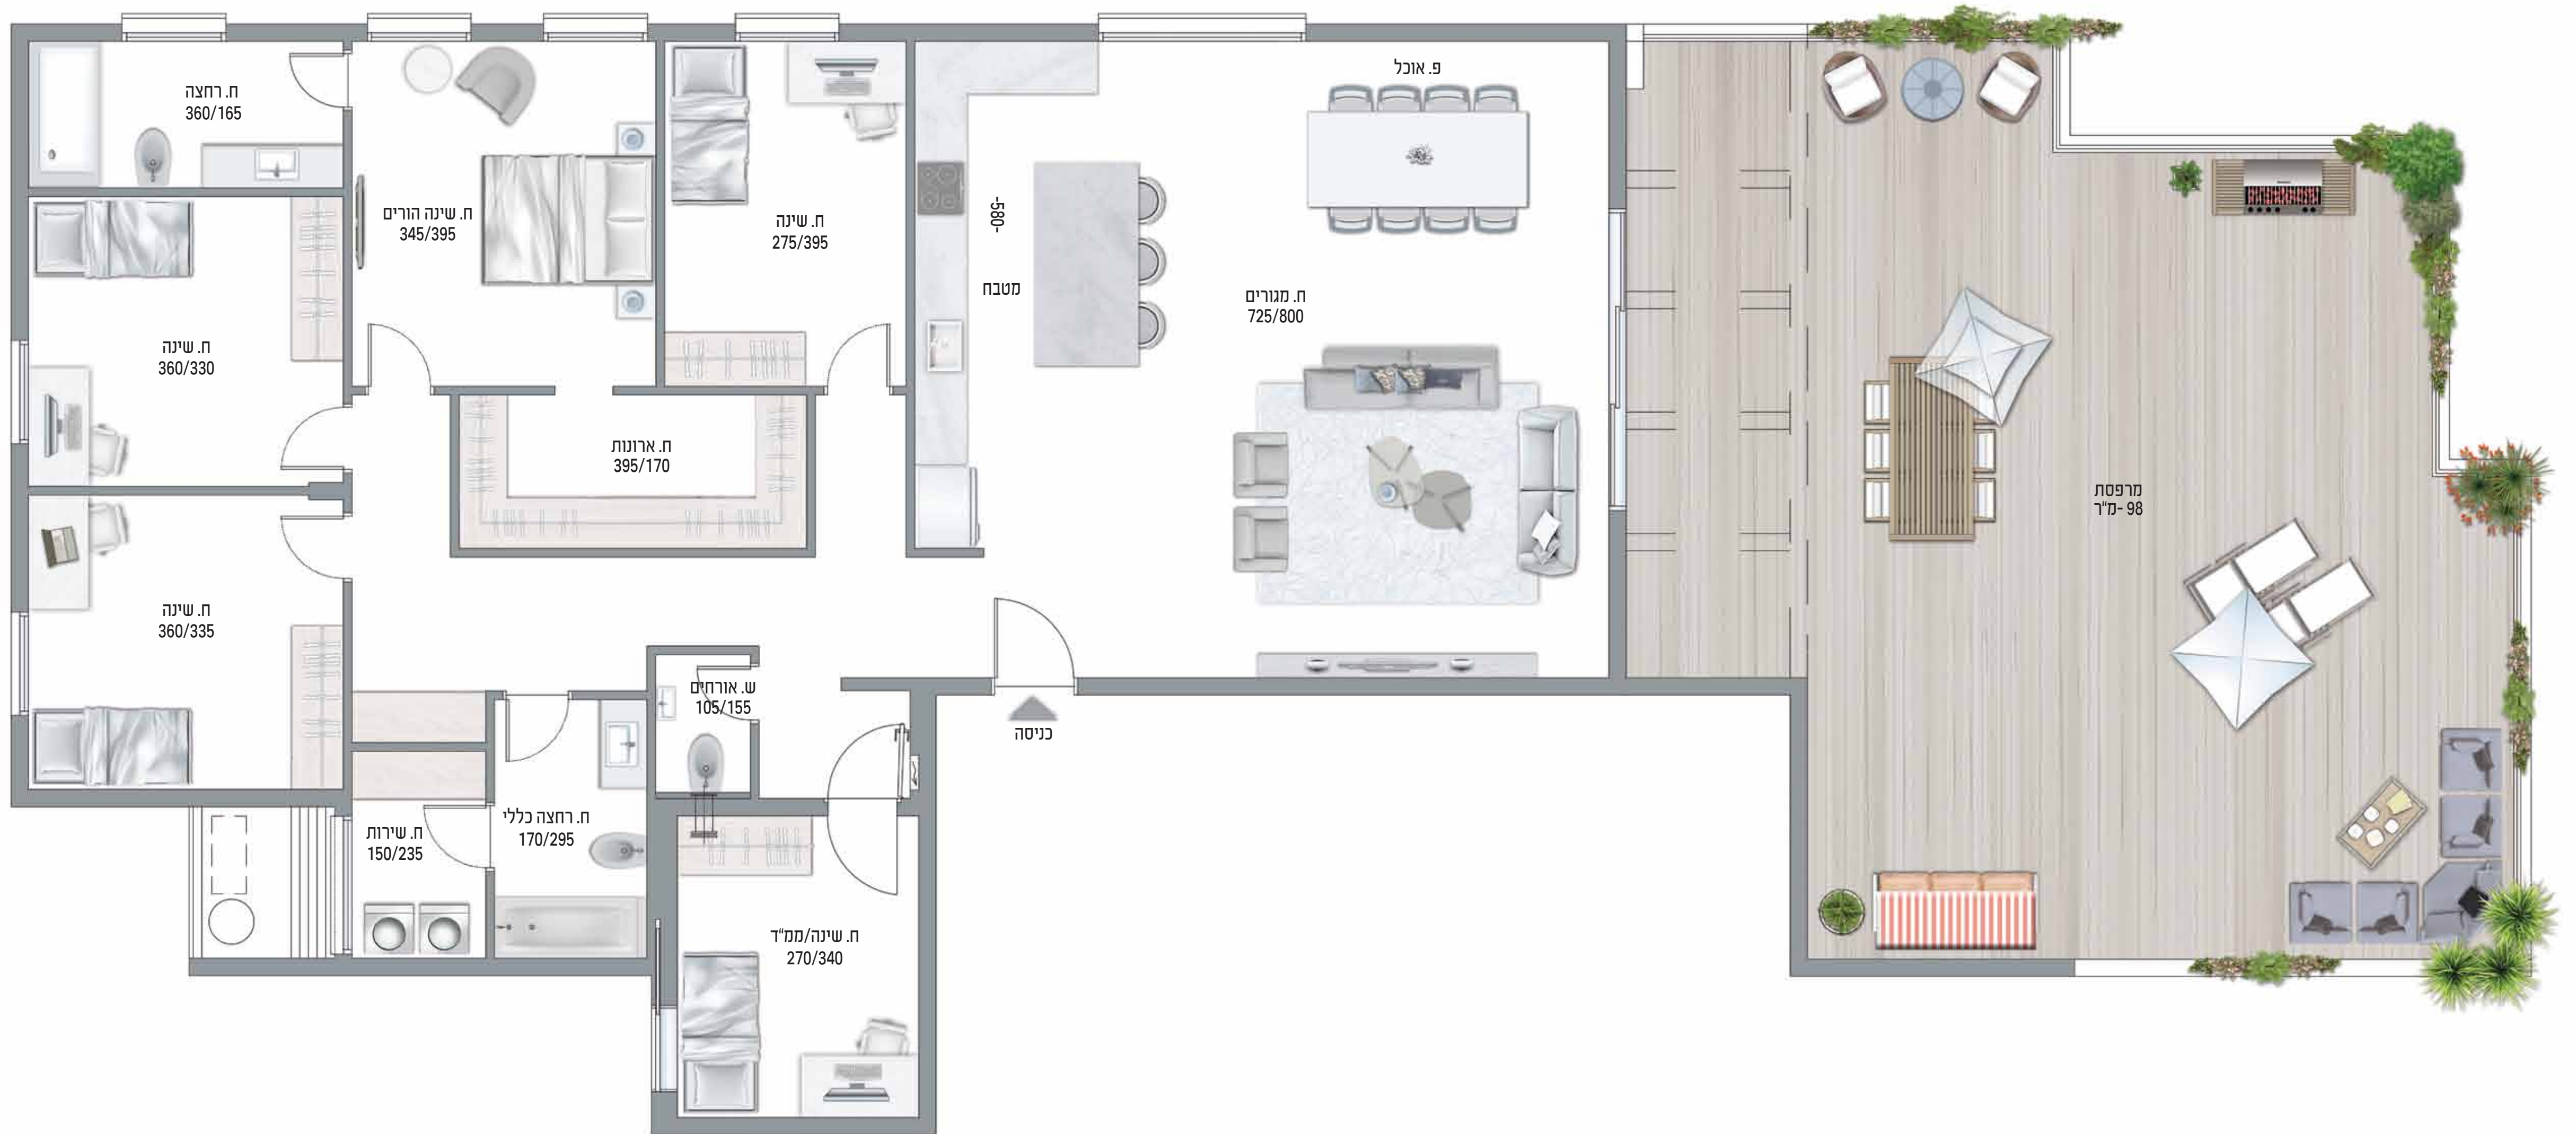 ח. רחצה
360/165
ח. שינה הורים
345/395
ח. שינה
275/395
פ. אוכל
-580-
מטבח
ח. מגורים
725/800
ח. שינה
360/330
ח. ארונות
395/170
מרפסת
98 -מ"ר
ח. שינה
360/335
ש. אורחים
105/155
כניסה
ח. שירות
150/235
ח. רחצה כללי
170/295
ח. שינה/ממ"ד
270/340